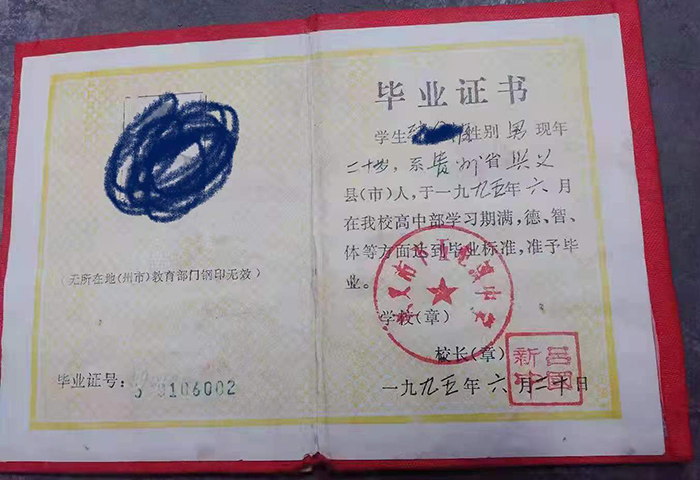 (无所在地(州市)教育部门钢印无效)
毕业证号:
106002
毕业证书
学生 性别 男 现年
二十岁,系 贵州 省 兴义
县(市)人,于一九九五年 六 月
在我校高中部学习期满,德、智、
体等方面达到毕业标准,准予毕
业。
学校(章)
校长(章)
一九九五年 六 月二十日